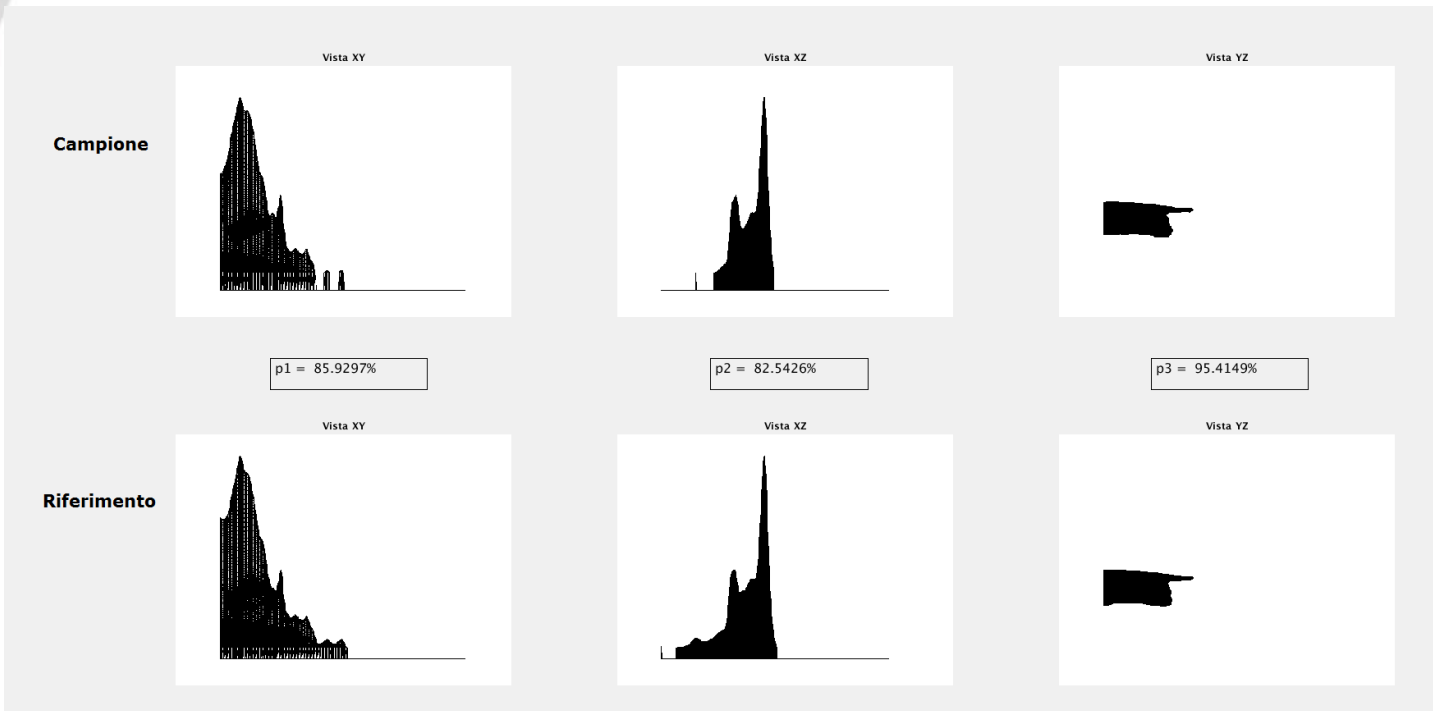 Vista XY
Vista XZ
Vista YZ
Campione
p1 = 85.9297%
p2 = 82.5426%
p3 = 95.4149%
Vista XY
Vista XZ
Vista YZ
Riferimento